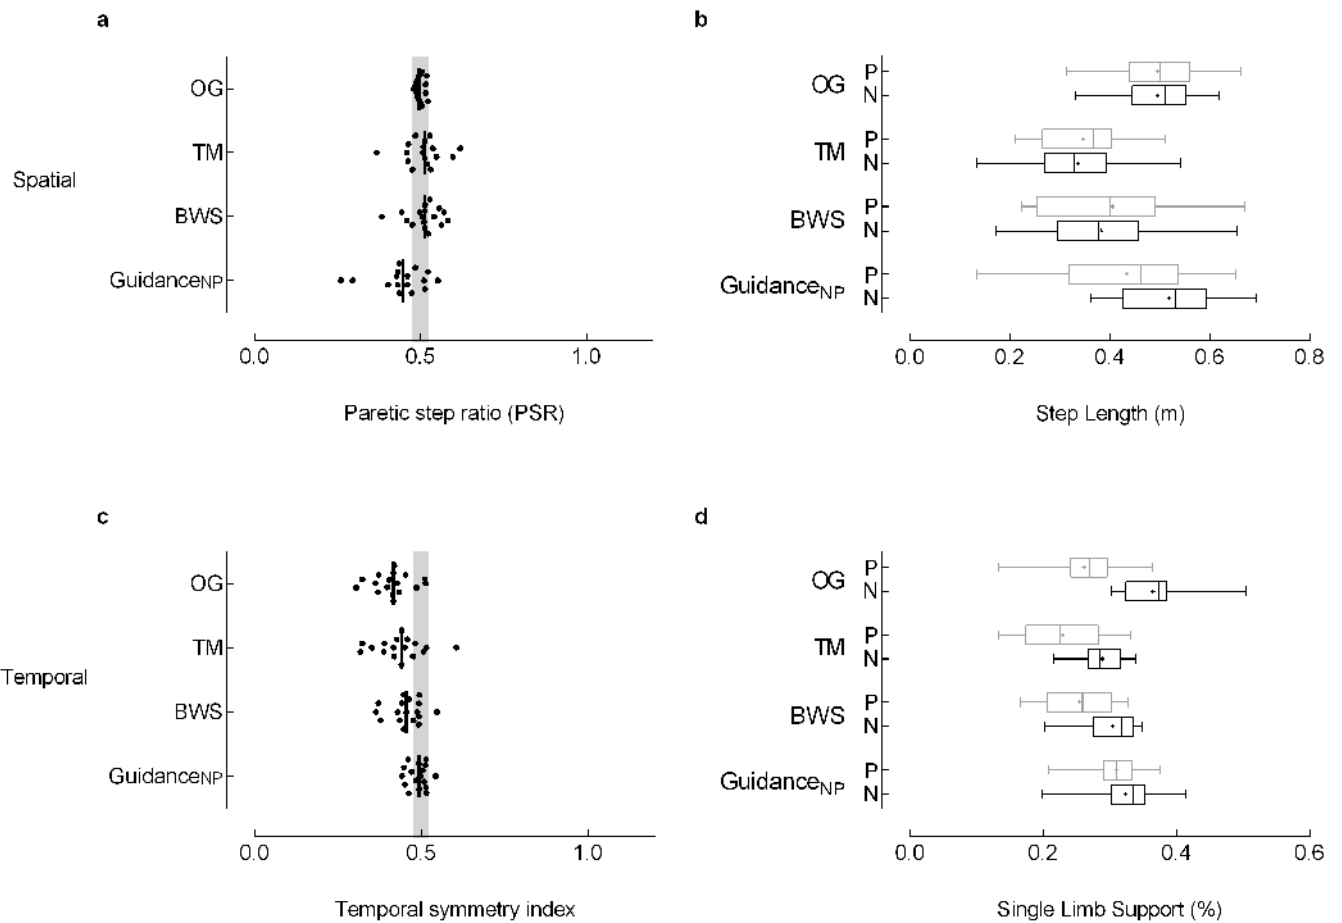 a
OG
TM
Spatial
BWS
GuidanceNP
0.0 0.5 1.0
Paretic step ratio (PSR)
b
OG P
N
TM P
N
BWS P
N
GuidanceNP P
N
0.0 0.2 0.4 0.6 0.8
Step Length (m)
c
OG
TM
Temporal
BWS
GuidanceNP
0.0 0.5 1.0
Temporal symmetry index
d
OG P
N
TM P
N
BWS P
N
GuidanceNP P
N
0.0 0.2 0.4 0.6
Single Limb Support (%)